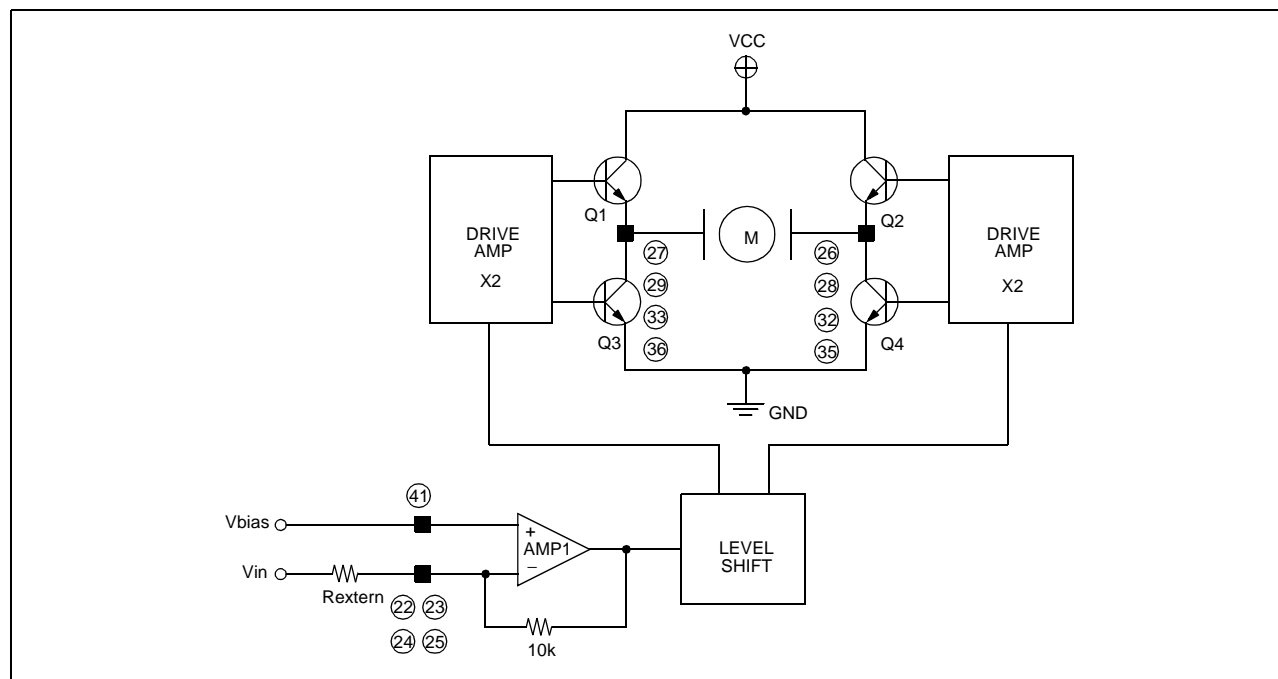 VCC
Q1
Q2
DRIVE
AMP
X2
M
DRIVE
AMP
X2
27
26
29
28
33
32
Q3
Q4
36
35
GND
41
Vbias
+
AMP1
−
LEVEL
SHIFT
Vin
Rextern
22 23
24 25
10k